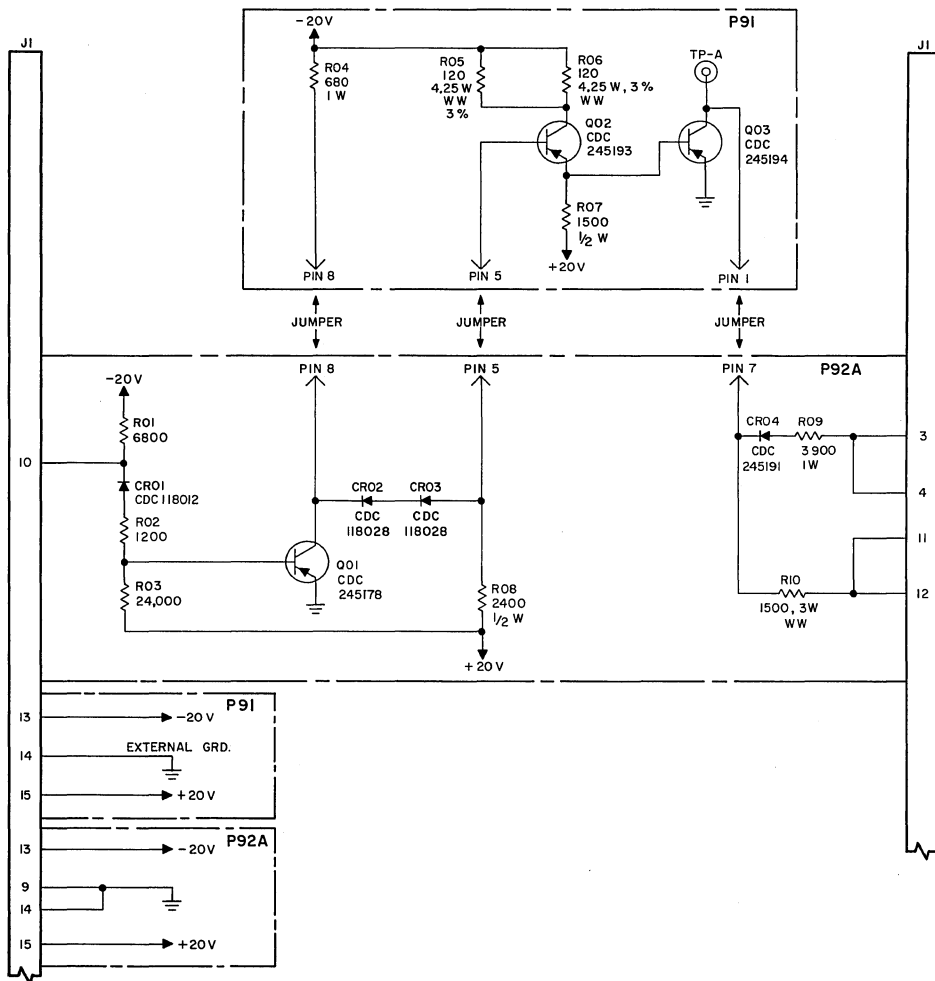 J1
J1
P91
-20V
R04
680
1 W
R05
120
4.25 W
WW
3%
R06
120
4.25 W, 3%
WW
Q02
CDC
245193
TP-A
Q03
CDC
245194
R07
1500
1/2 W
+20V
PIN 8
PIN 5
PIN 1
JUMPER
JUMPER
JUMPER
PIN 8
PIN 5
PIN 7
P92A
-20V
R01
6800
10
CR01
CDC 118012
R02
1200
R03
24,000
CR02
CDC
118028
CR03
CDC
118028
Q01
CDC
245178
R08
2400
1/2 W
+20V
CR04
CDC
245191
R09
3900
1W
3
4
11
12
R10
1500, 3W
WW
P91
13
-20V
14
EXTERNAL GRD.
15
+20V
P92A
13
-20V
9
14
15
+20V